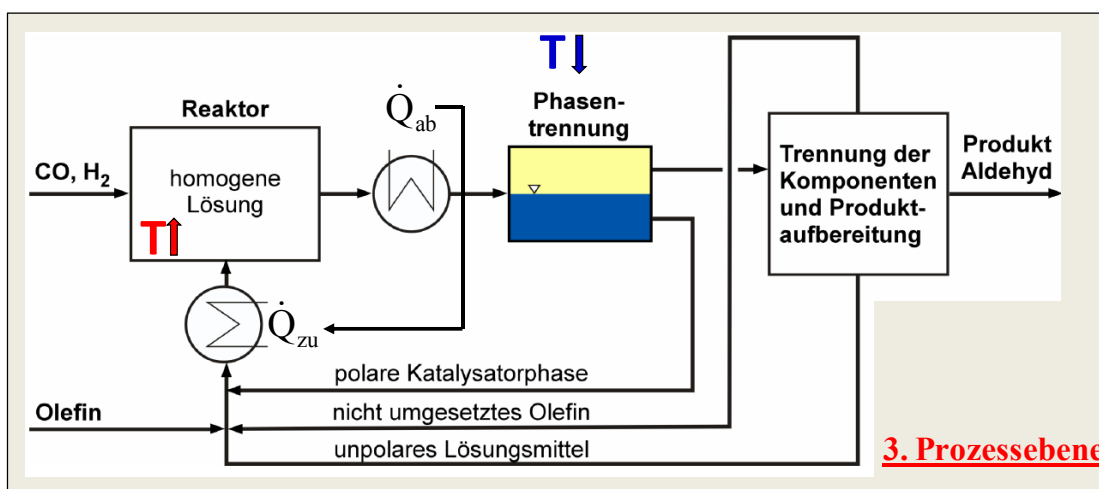 T
Q̇ab
Phasen-
trennung
Reaktor
CO, H2
homogene
Lösung
T
Trennung der
Komponenten
und Produkt-
aufbereitung
Produkt
Aldehyd
Q̇zu
polare Katalysatorphase
Olefin
nicht umgesetztes Olefin
unpolares Lösungsmittel
3. Prozessebene